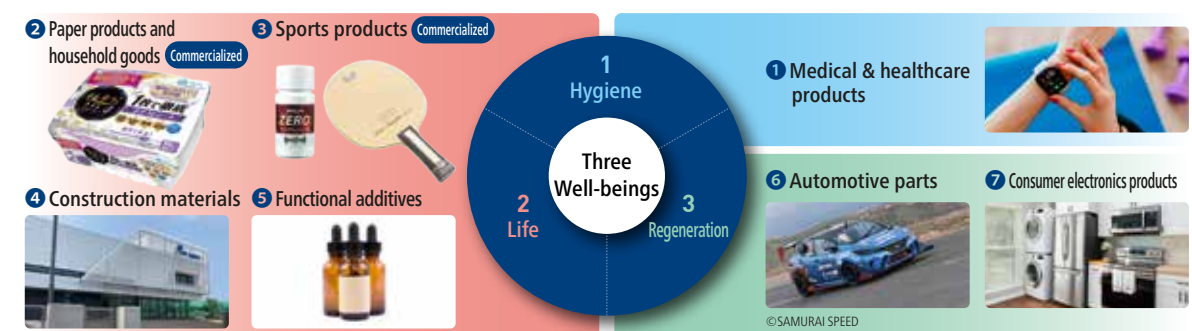 2 Paper products and
household goods Commercialized
3 Sports products Commercialized
ZERO
4 Construction materials
5 Functional additives
1
Hygiene
2
Life
3
Regeneration
Three
Well-beings
1 Medical & healthcare
products
6 Automotive parts
7 Consumer electronics products
©SAMURAI SPEED